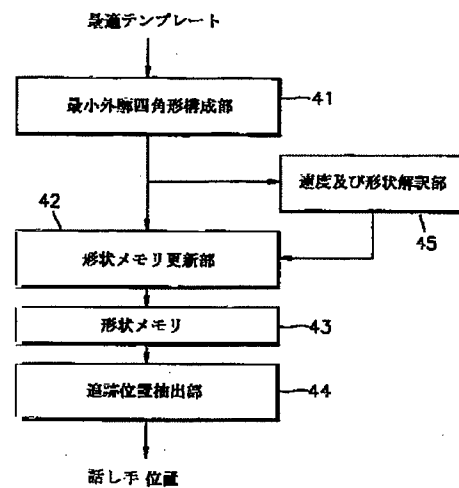 最適テンプレート
最小外廓四角形構成部
41
速度及び形状解訳部
42
45
形状メモリ更新部
形状メモリ
43
追跡位置抽出部
44
話し手 位置